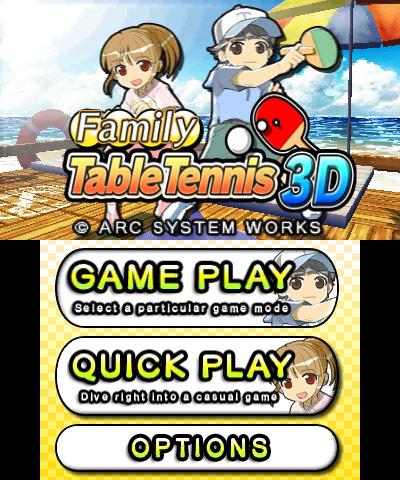 Family
Table Tennis 3D
© ARC SYSTEM WORKS
GAME PLAY
Select a particular game mode
QUICK PLAY
Dive right into a casual game
OPTIONS